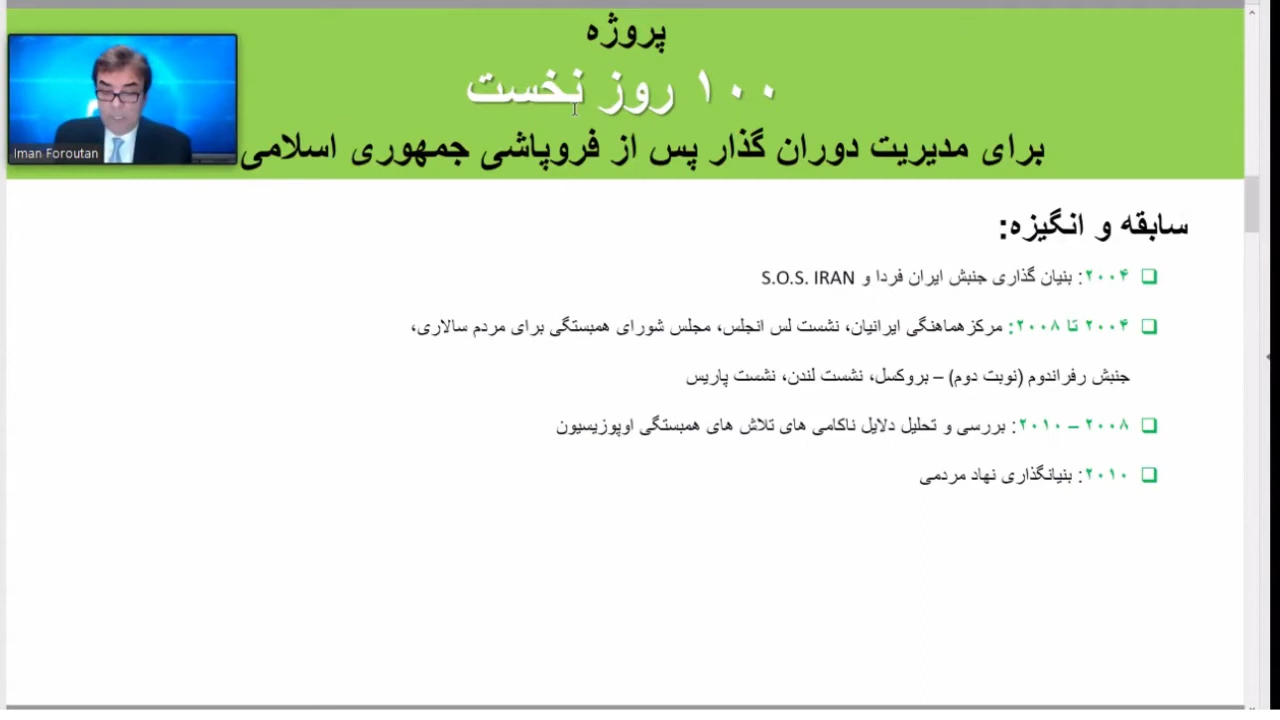 پروژه
۱۰۰ روز نخست
برای مدیریت دوران گذار پس از فروپاشی جمهوری اسلامی
Iman Foroutan
سابقه و انگیزه:
۲۰۰۴: بنیان گذاری جنبش ایران فردا و S.O.S. IRAN
۲۰۰۴ تا ۲۰۰۸: مرکزهماهنگی ایرانیان، نشست لس انجلس، مجلس شورای همبستگی برای مردم سالاری،
جنبش رفراندوم (نوبت دوم) – بروکسل، نشست لندن، نشست پاریس
۲۰۰۸ – ۲۰۱۰: بررسی و تحلیل دلایل ناکامی های تلاش های همبستگی اوپوزیسیون
۲۰۱۰: بنیانگذاری نهاد مردمی